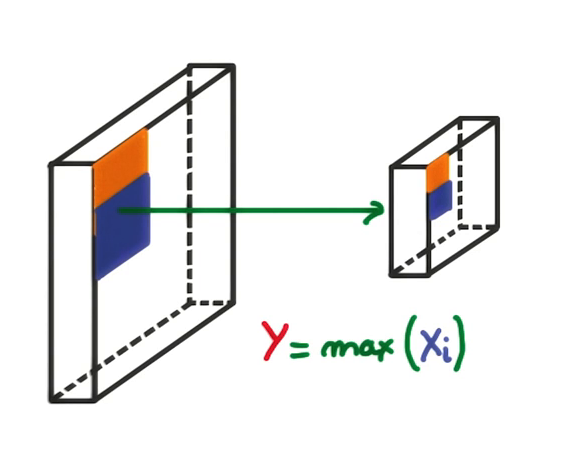 Y = max (Xi)